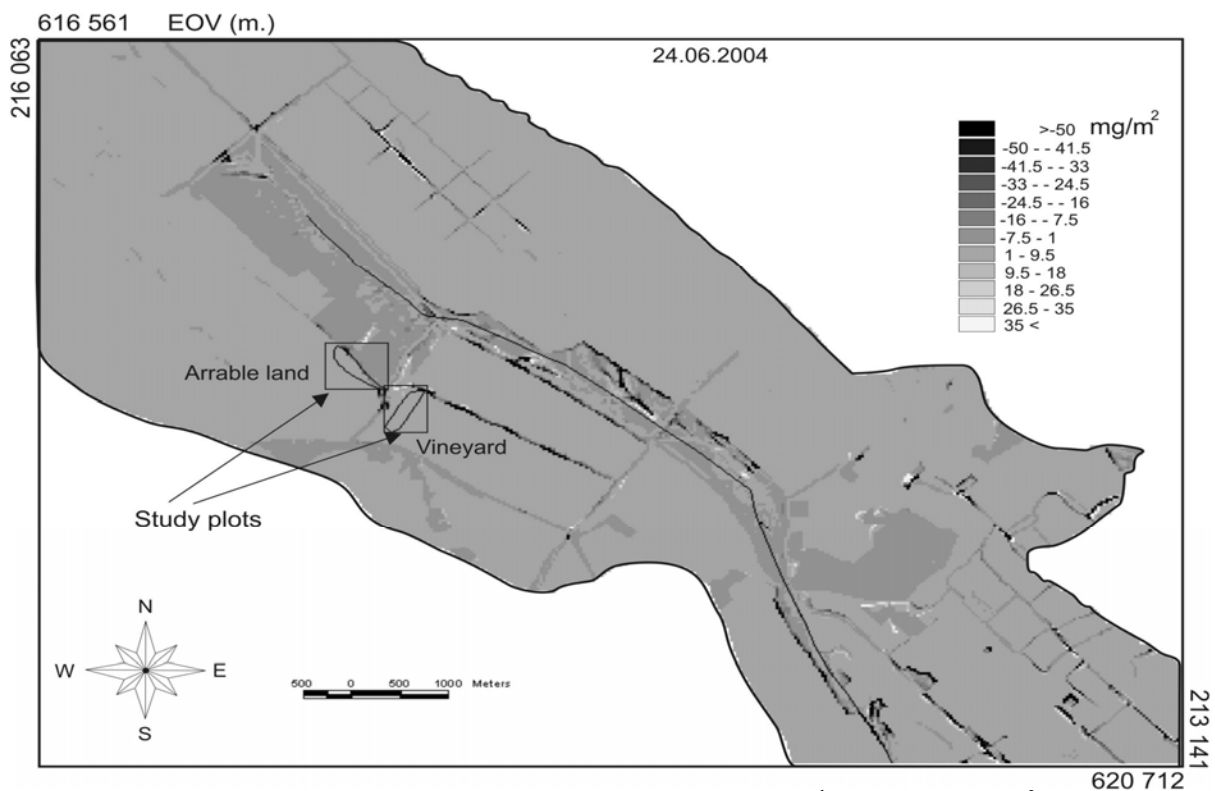 616 561 EOV (m.)
216 063
24.06.2004
mg/m²
>-50
-50 - - 41.5
-41.5 - - 33
-33 - - 24.5
-24.5 - - 16
-16 - - 7.5
-7.5 - 1
1 - 9.5
9.5 - 18
18 - 26.5
26.5 - 35
35 <
Arrable land
Vineyard
Study plots
N
W E
S
500 0 500 1000 Meters
213 141
620 712